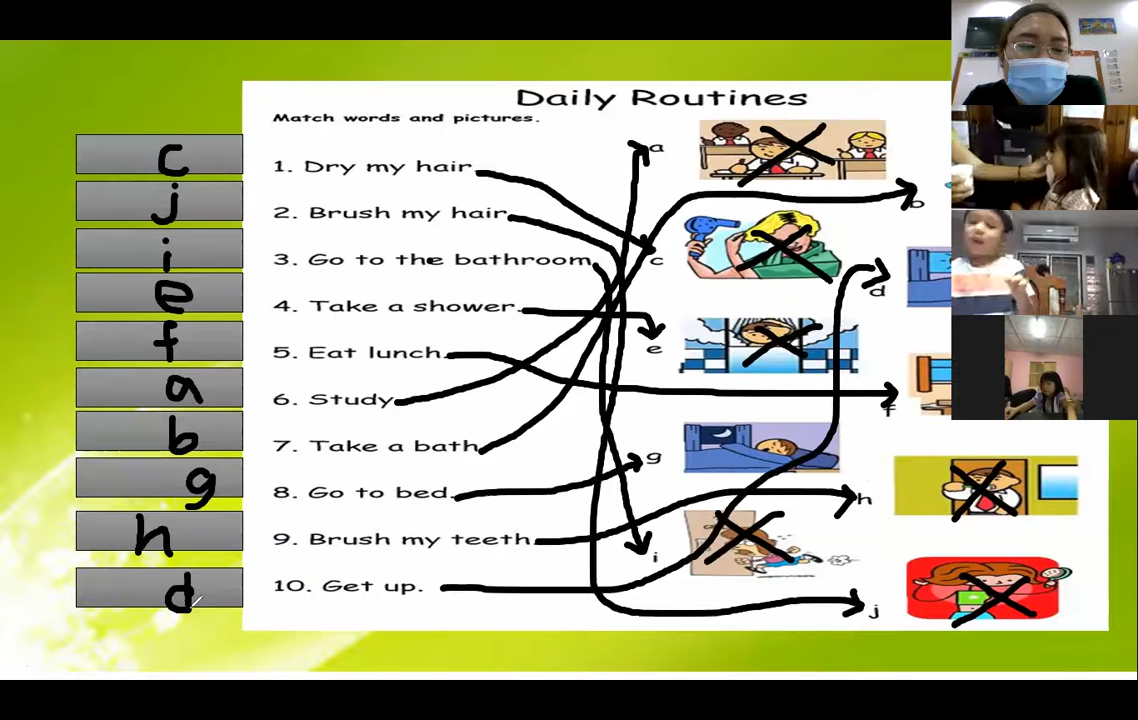 Daily Routines
Match words and pictures.
c
j
i
e
f
a
b
g
h
d
1. Dry my hair
2. Brush my hair
3. Go to the bathroom
4. Take a shower.
5. Eat lunch.
6. Study
7. Take a bath
8. Go to bed.
9. Brush my teeth
10. Get up.
a
b
c
d
e
f
g
h
i
j